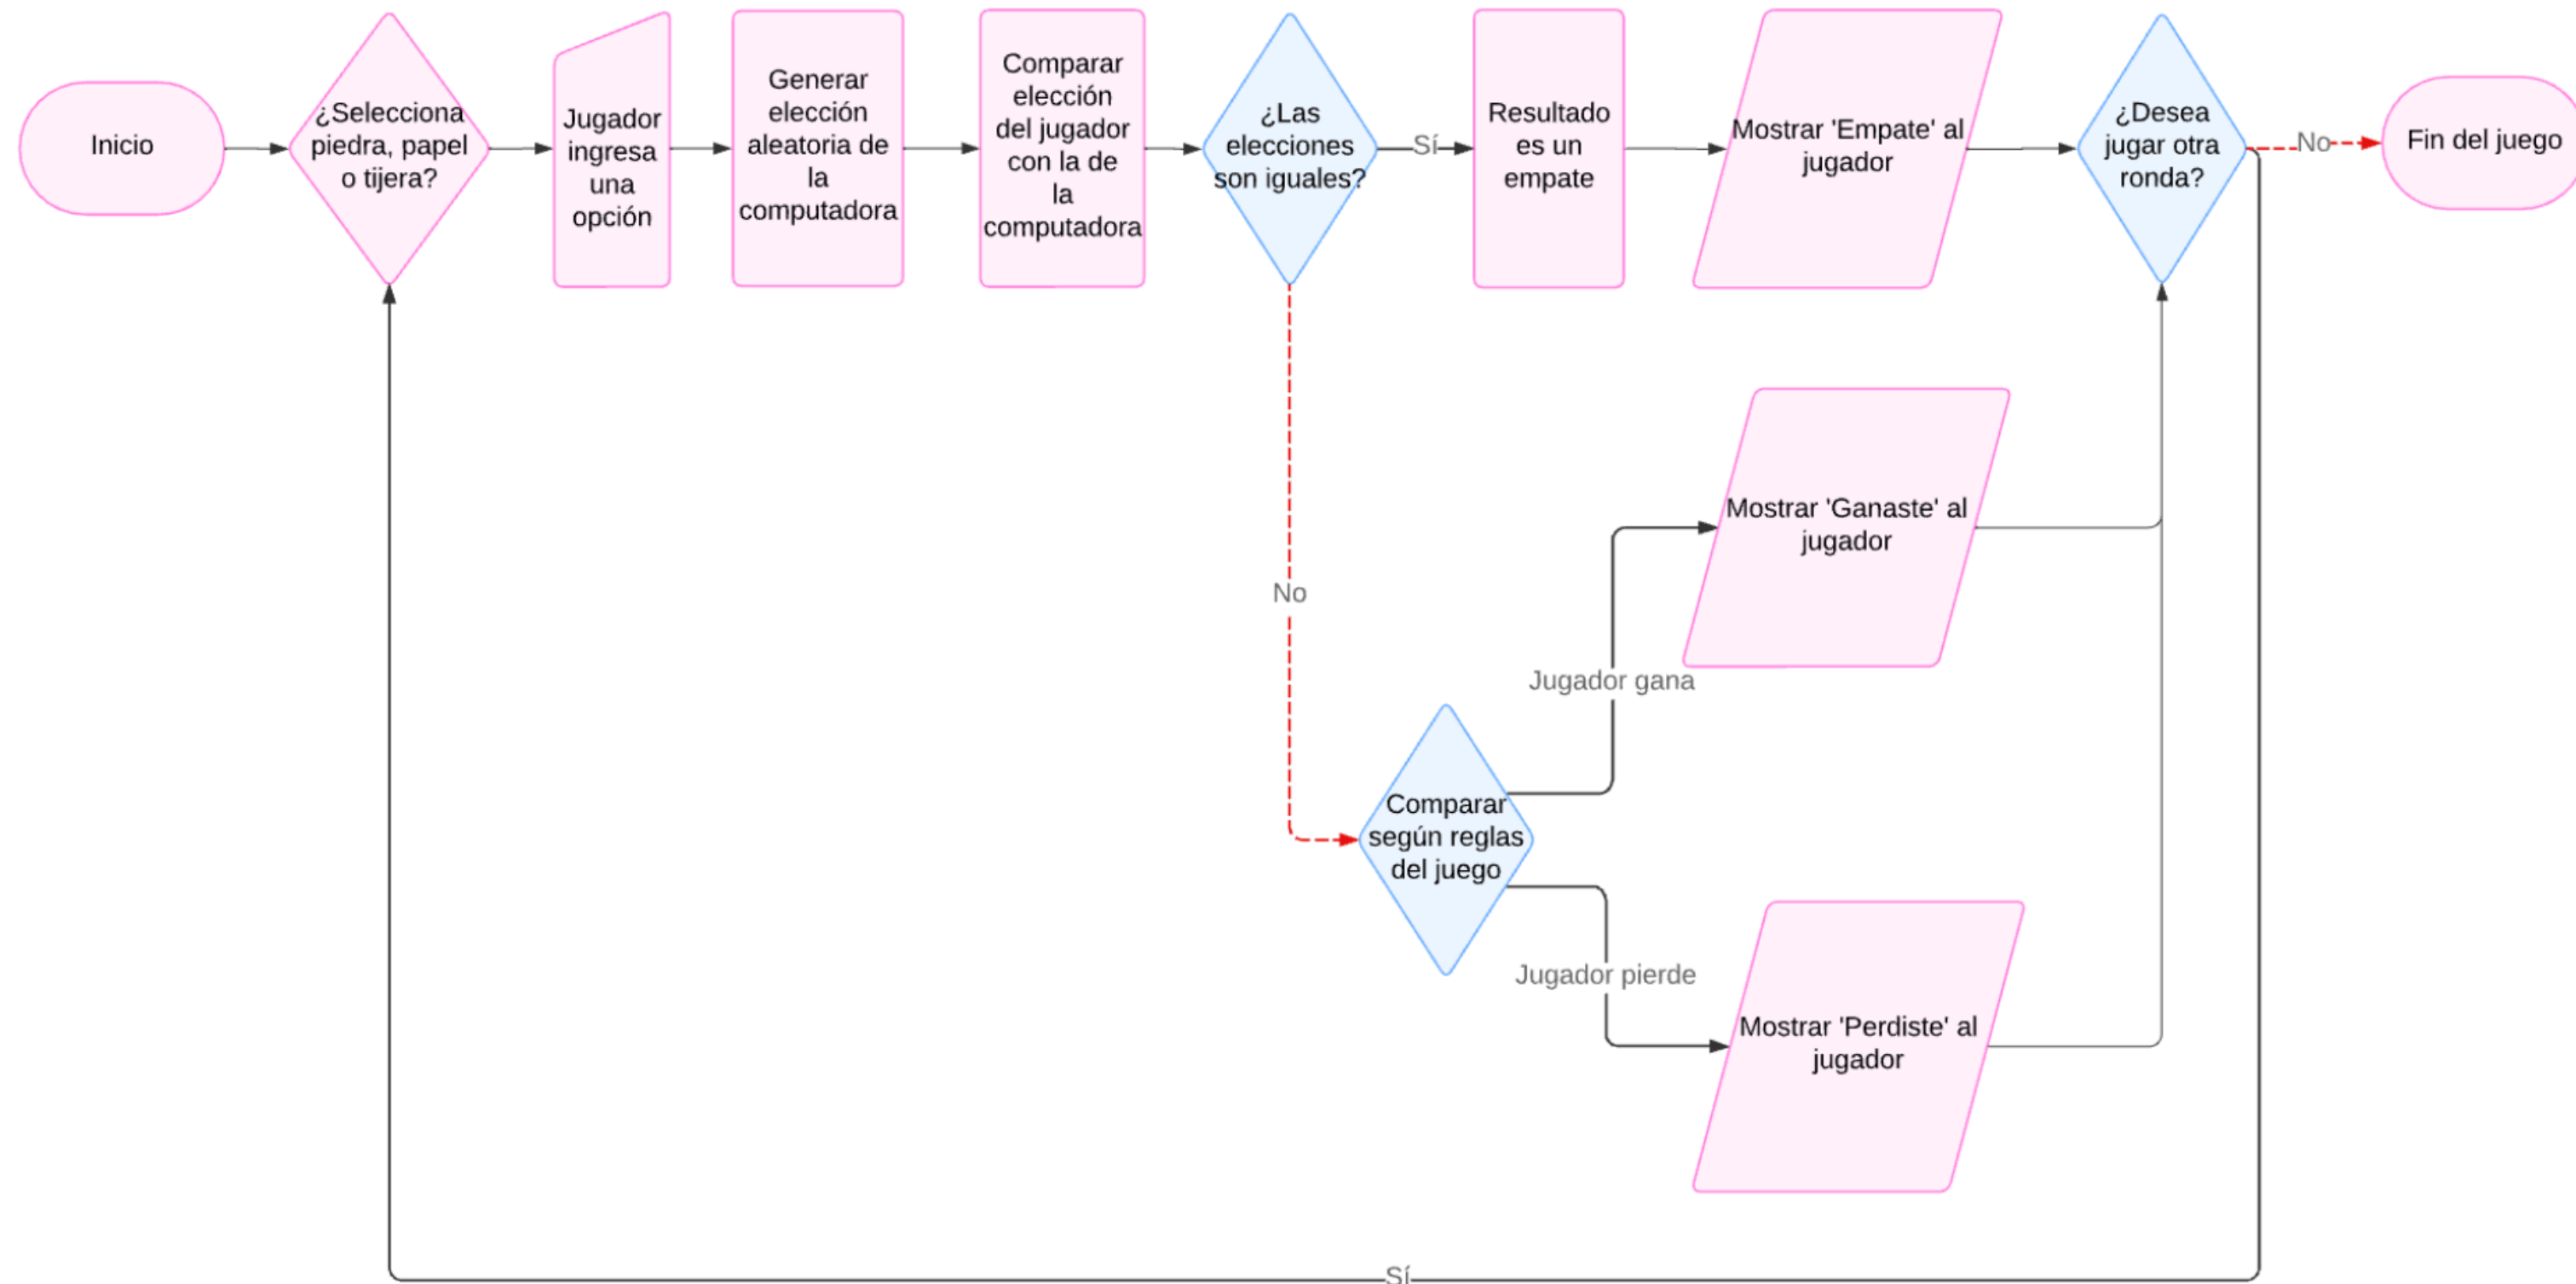 Inicio
¿Selecciona
piedra, papel
o tijera?
Jugador
ingresa
una
opción
Generar
elección
aleatoria de
la
computadora
Comparar
elección
del jugador
con la de
la
computadora
¿Las
elecciones
son iguales?
Sí
Resultado
es un
empate
Mostrar 'Empate' al
jugador
¿Desea
jugar otra
ronda?
No
Fin del juego
No
Comparar
según reglas
del juego
Jugador gana
Mostrar 'Ganaste' al
jugador
Jugador pierde
Mostrar 'Perdiste' al
jugador
Sí